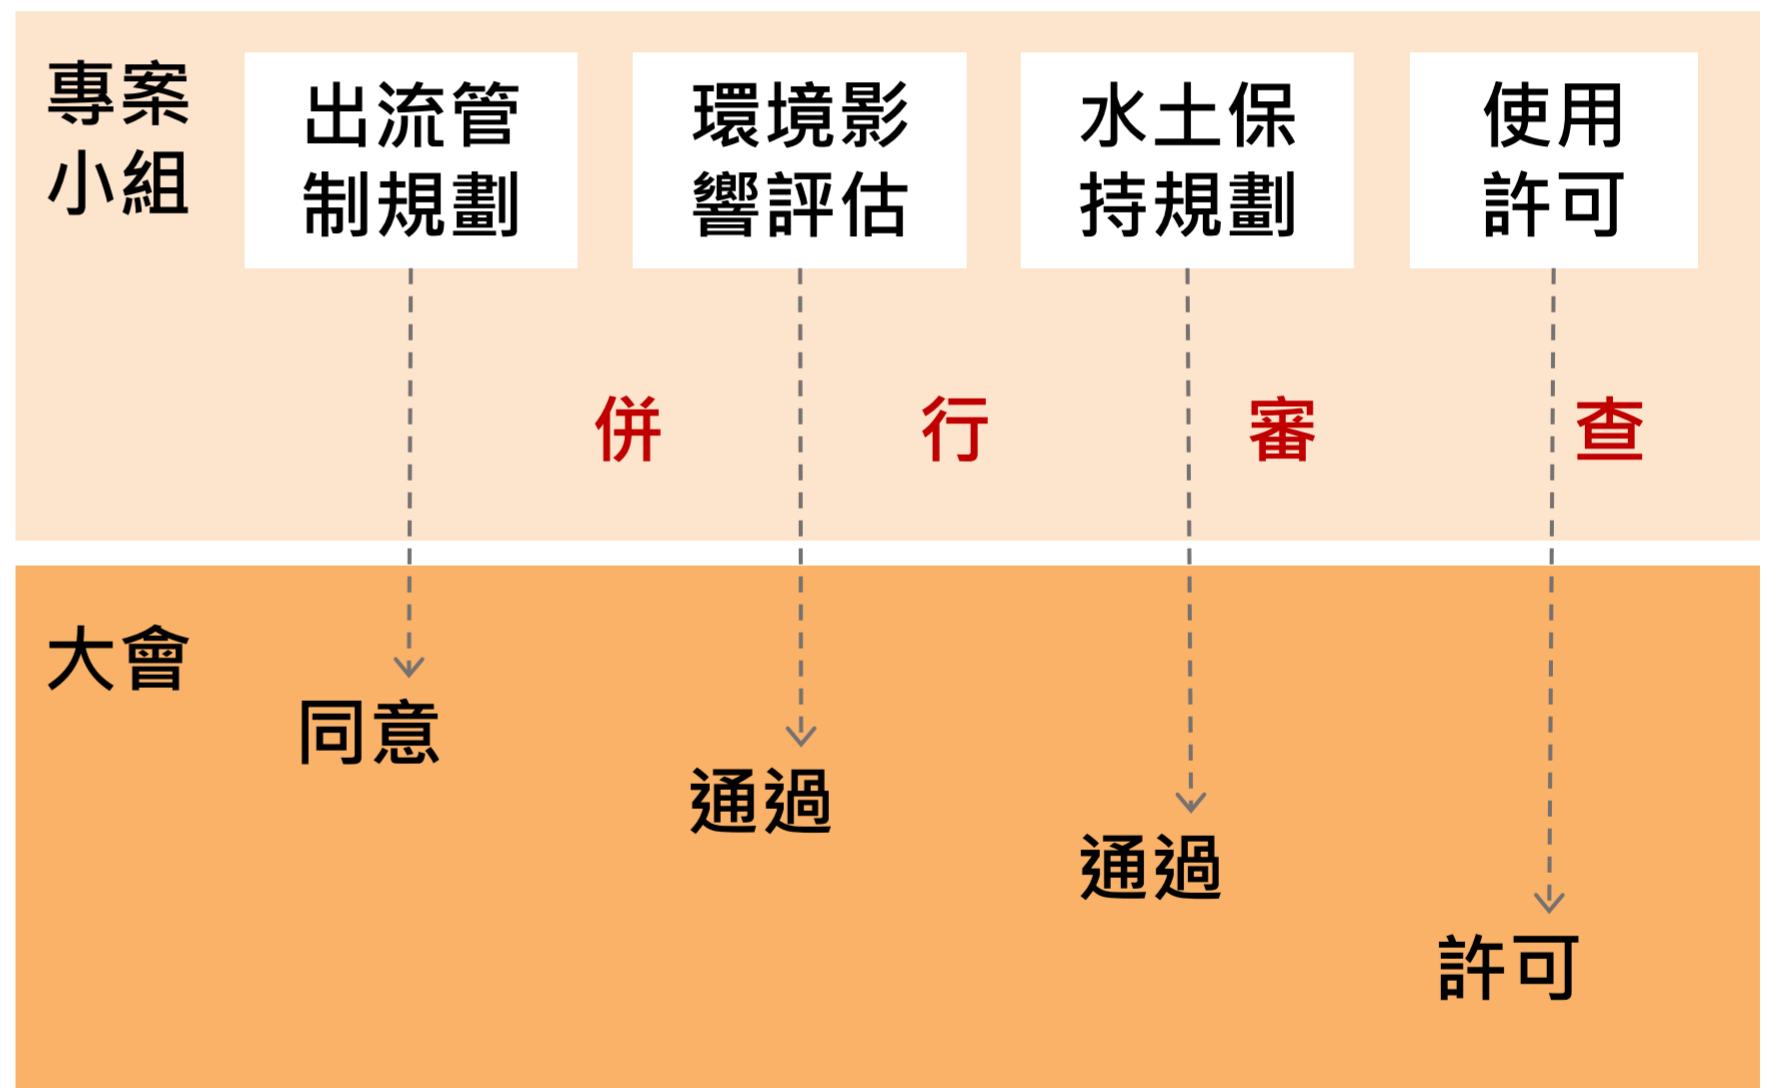 專案
小組
出流管
制規劃
環境影
響評估
水土保
持規劃
使用
許可
併行審查
大會
同意
通過
通過
許可